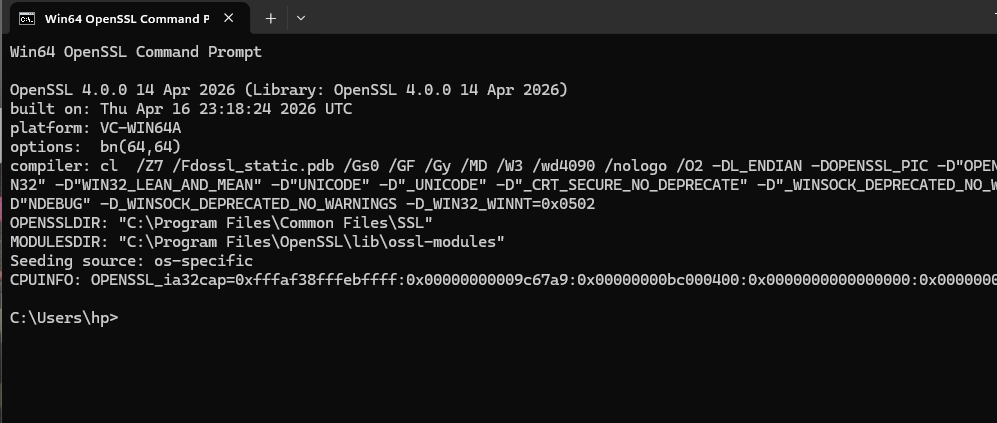 Win64 OpenSSL Command P
Win64 OpenSSL Command Prompt
OpenSSL 4.0.0 14 Apr 2026 (Library: OpenSSL 4.0.0 14 Apr 2026)
built on: Thu Apr 16 23:18:24 2026 UTC
platform: VC-WIN64A
options:  bn(64,64)
compiler: cl  /Z7 /Fdossl_static.pdb /Gs0 /GF /Gy /MD /W3 /wd4090 /nologo /O2 -DL_ENDIAN -DOPENSSL_PIC -D"OPEN
N32" -D"WIN32_LEAN_AND_MEAN" -D"UNICODE" -D"_UNICODE" -D"_CRT_SECURE_NO_DEPRECATE" -D"_WINSOCK_DEPRECATED_NO_W
D"NDEBUG" -D_WINSOCK_DEPRECATED_NO_WARNINGS -D_WIN32_WINNT=0x0502
OPENSSLDIR: "C:\Program Files\Common Files\SSL"
MODULESDIR: "C:\Program Files\OpenSSL\lib\ossl-modules"
Seeding source: os-specific
CPUINFO: OPENSSL_ia32cap=0xfffaf38fffebffff:0x00000000009c67a9:0x00000000bc000400:0x0000000000000000:0x0000000
C:\Users\hp>